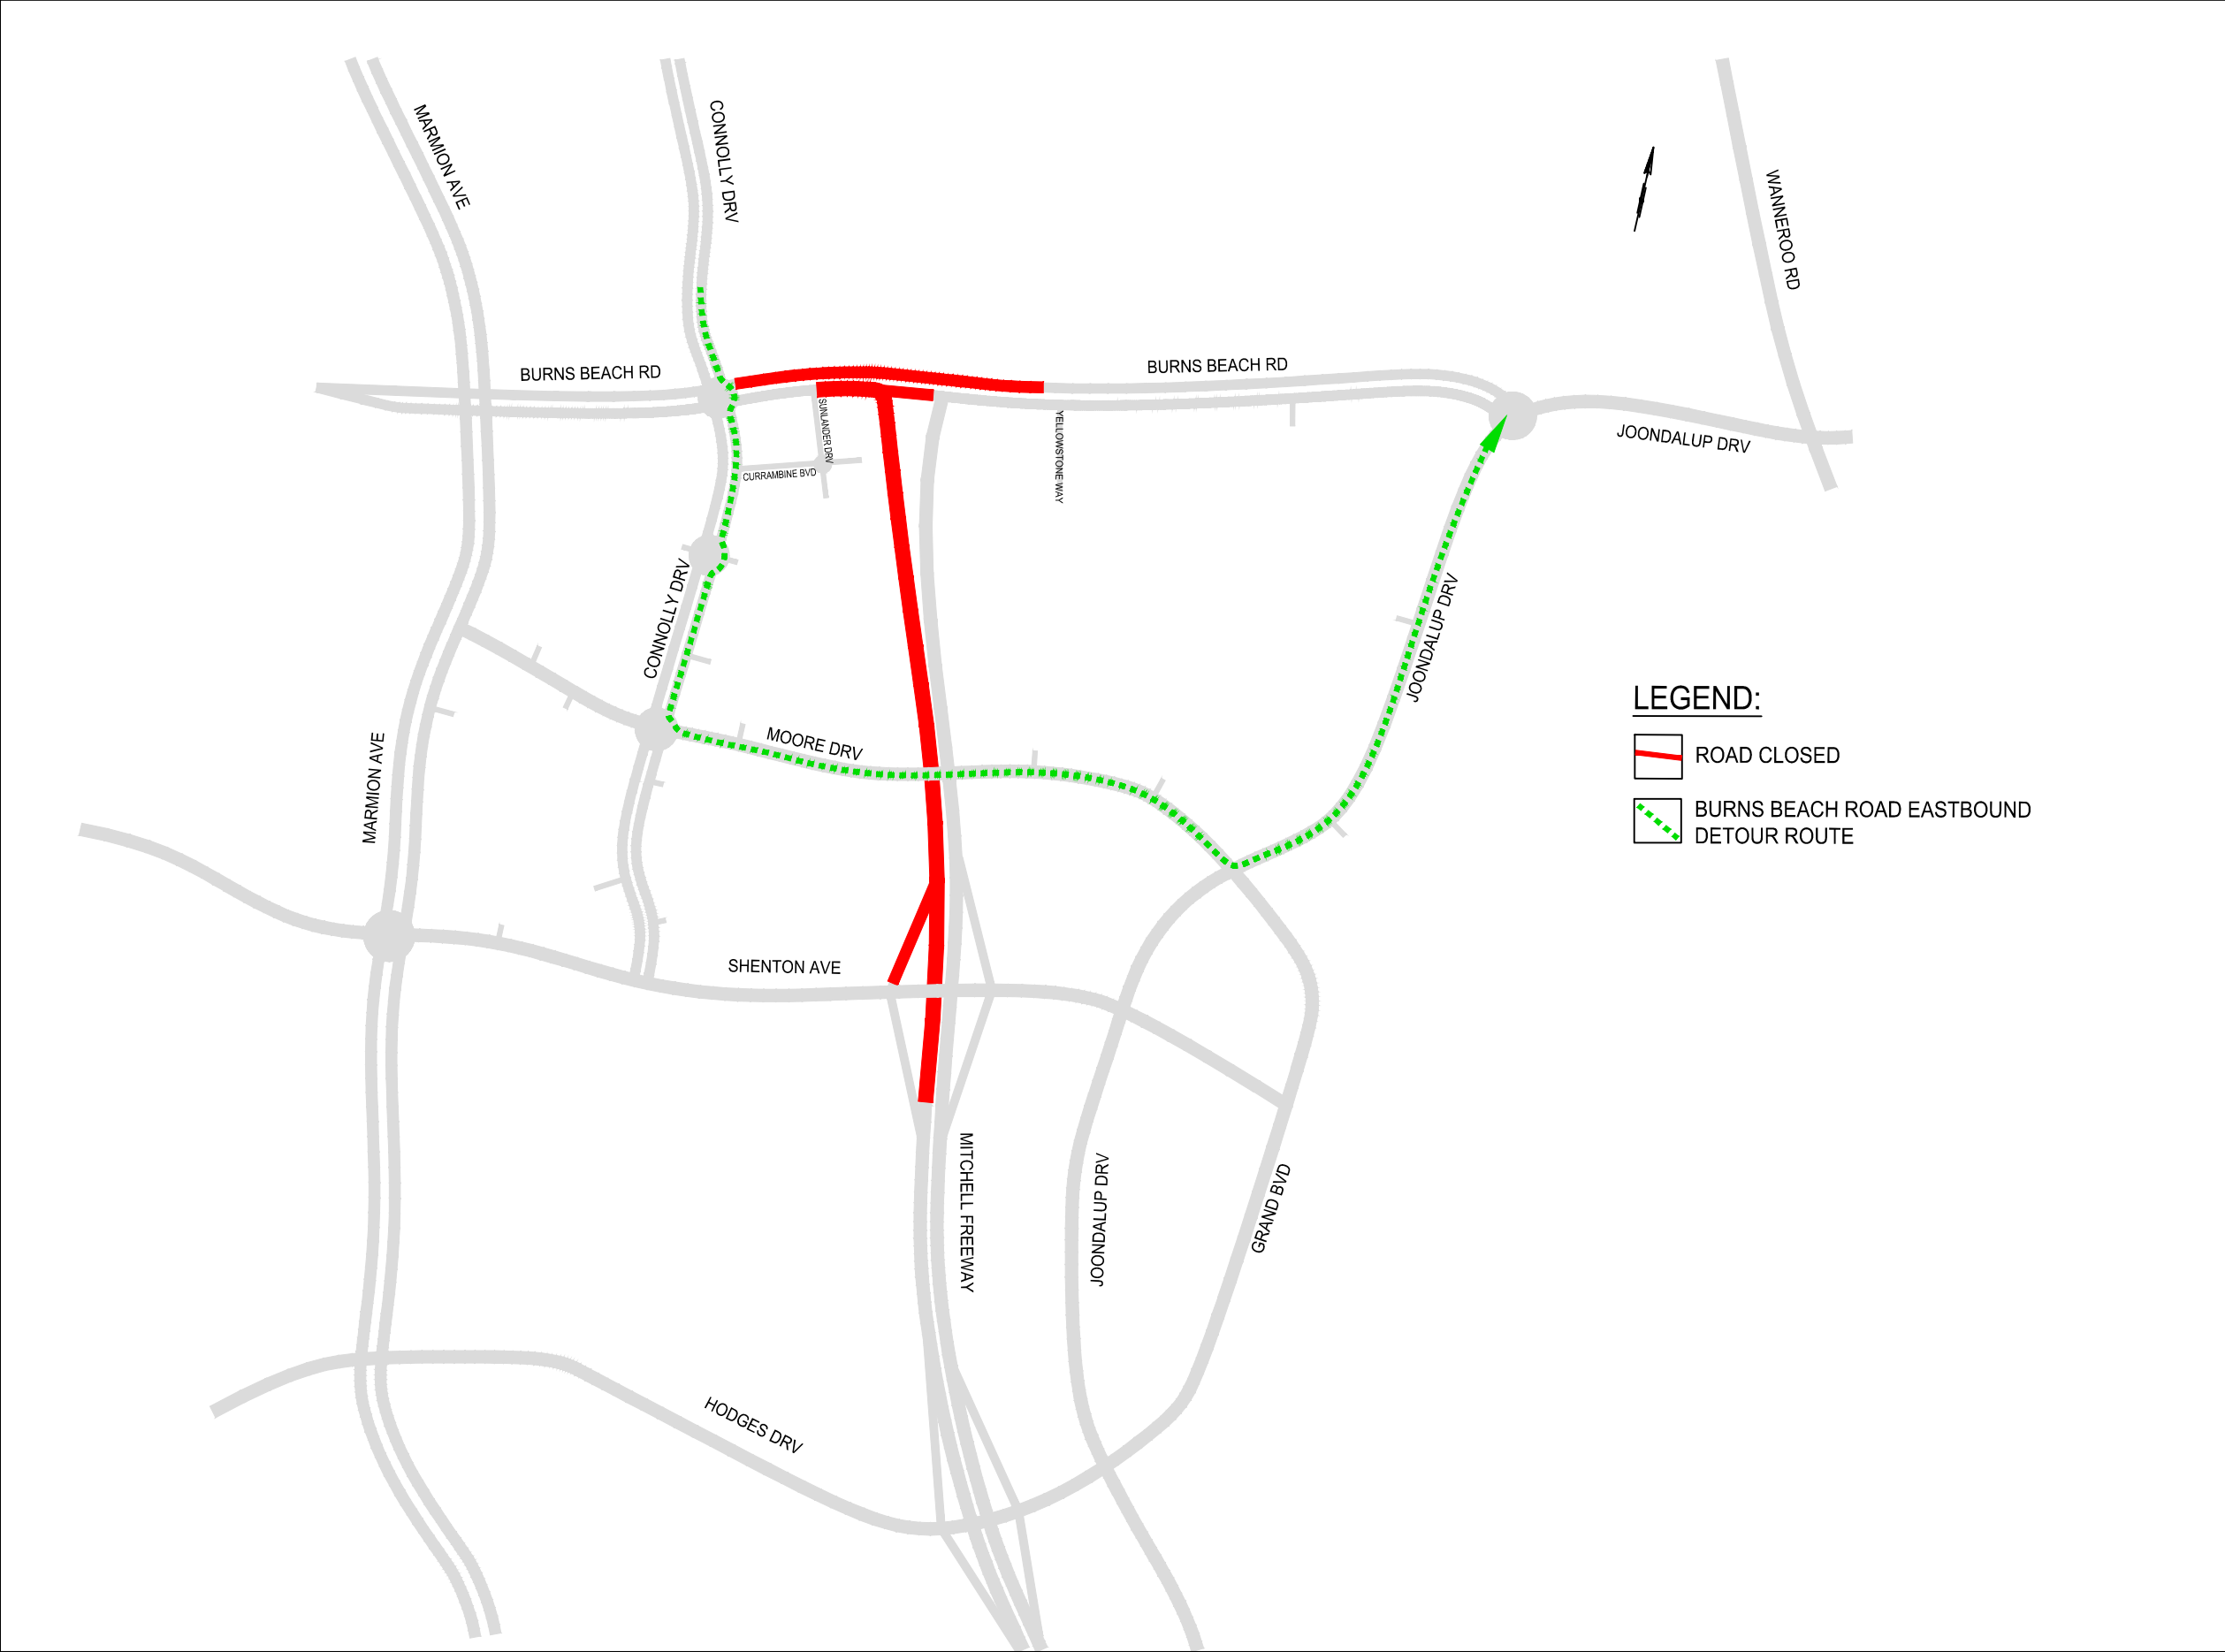 MARMION AVE
CONNOLLY DRV
WANNEROO RD
BURNS BEACH RD
BURNS BEACH RD
SUNLANDER DRV
YELLOWSTONE WAY
JOONDALUP DRV
CURRAMBINE BVD
CONNOLLY DRV
JOONDALUP DRV
LEGEND:
ROAD CLOSED
BURNS BEACH ROAD EASTBOUND
DETOUR ROUTE
MOORE DRV
MARMION AVE
SHENTON AVE
MITCHELL FREEWAY
JOONDALUP DRV
GRAND BVD
HODGES DRV